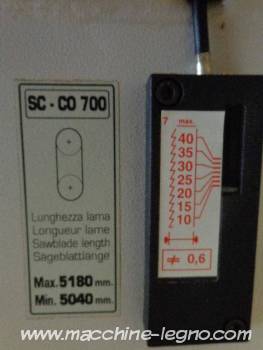 SC - CO 700
Lunghezza lama
Longueur lame
Sawblade length
Sägeblattlänge
Max. 5180 mm.
Min. 5040 mm.
7 max.
40
35
30
25
20
15
10
0,6
www.macchine-legno.com